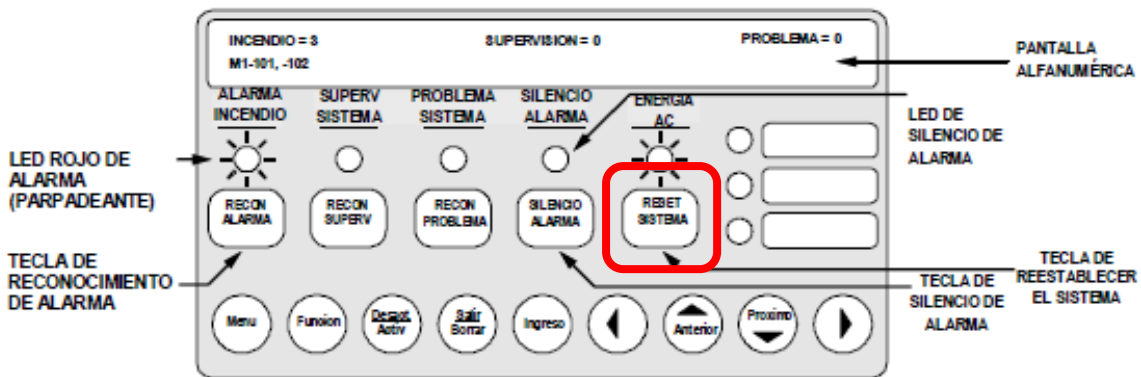 INCENDIO = 3 SUPERVISION = 0 PROBLEMA = 0
M1-101, -102
PANTALLA
ALFANUMÉRICA
ALARMA
INCENDIO
SUPERV
SISTEMA
PROBLEMA
SISTEMA
SILENCIO
ALARMA
ENERGIA
AC
LED DE
SILENCIO DE
ALARMA
LED ROJO DE
ALARMA
(PARPADEANTE)
RECON
ALARMA
RECON
SUPERV
RECON
PROBLEMA
SILENCIO
ALARMA
RESET
SISTEMA
TECLA DE
RECONOCIMIENTO
DE ALARMA
TECLA DE
SILENCIO DE
ALARMA
TECLA DE
REESTABLECER
EL SISTEMA
Menu
Funcion
Desact
Activ
Salir
Borrar
Ingreso
Anterior
Proximo